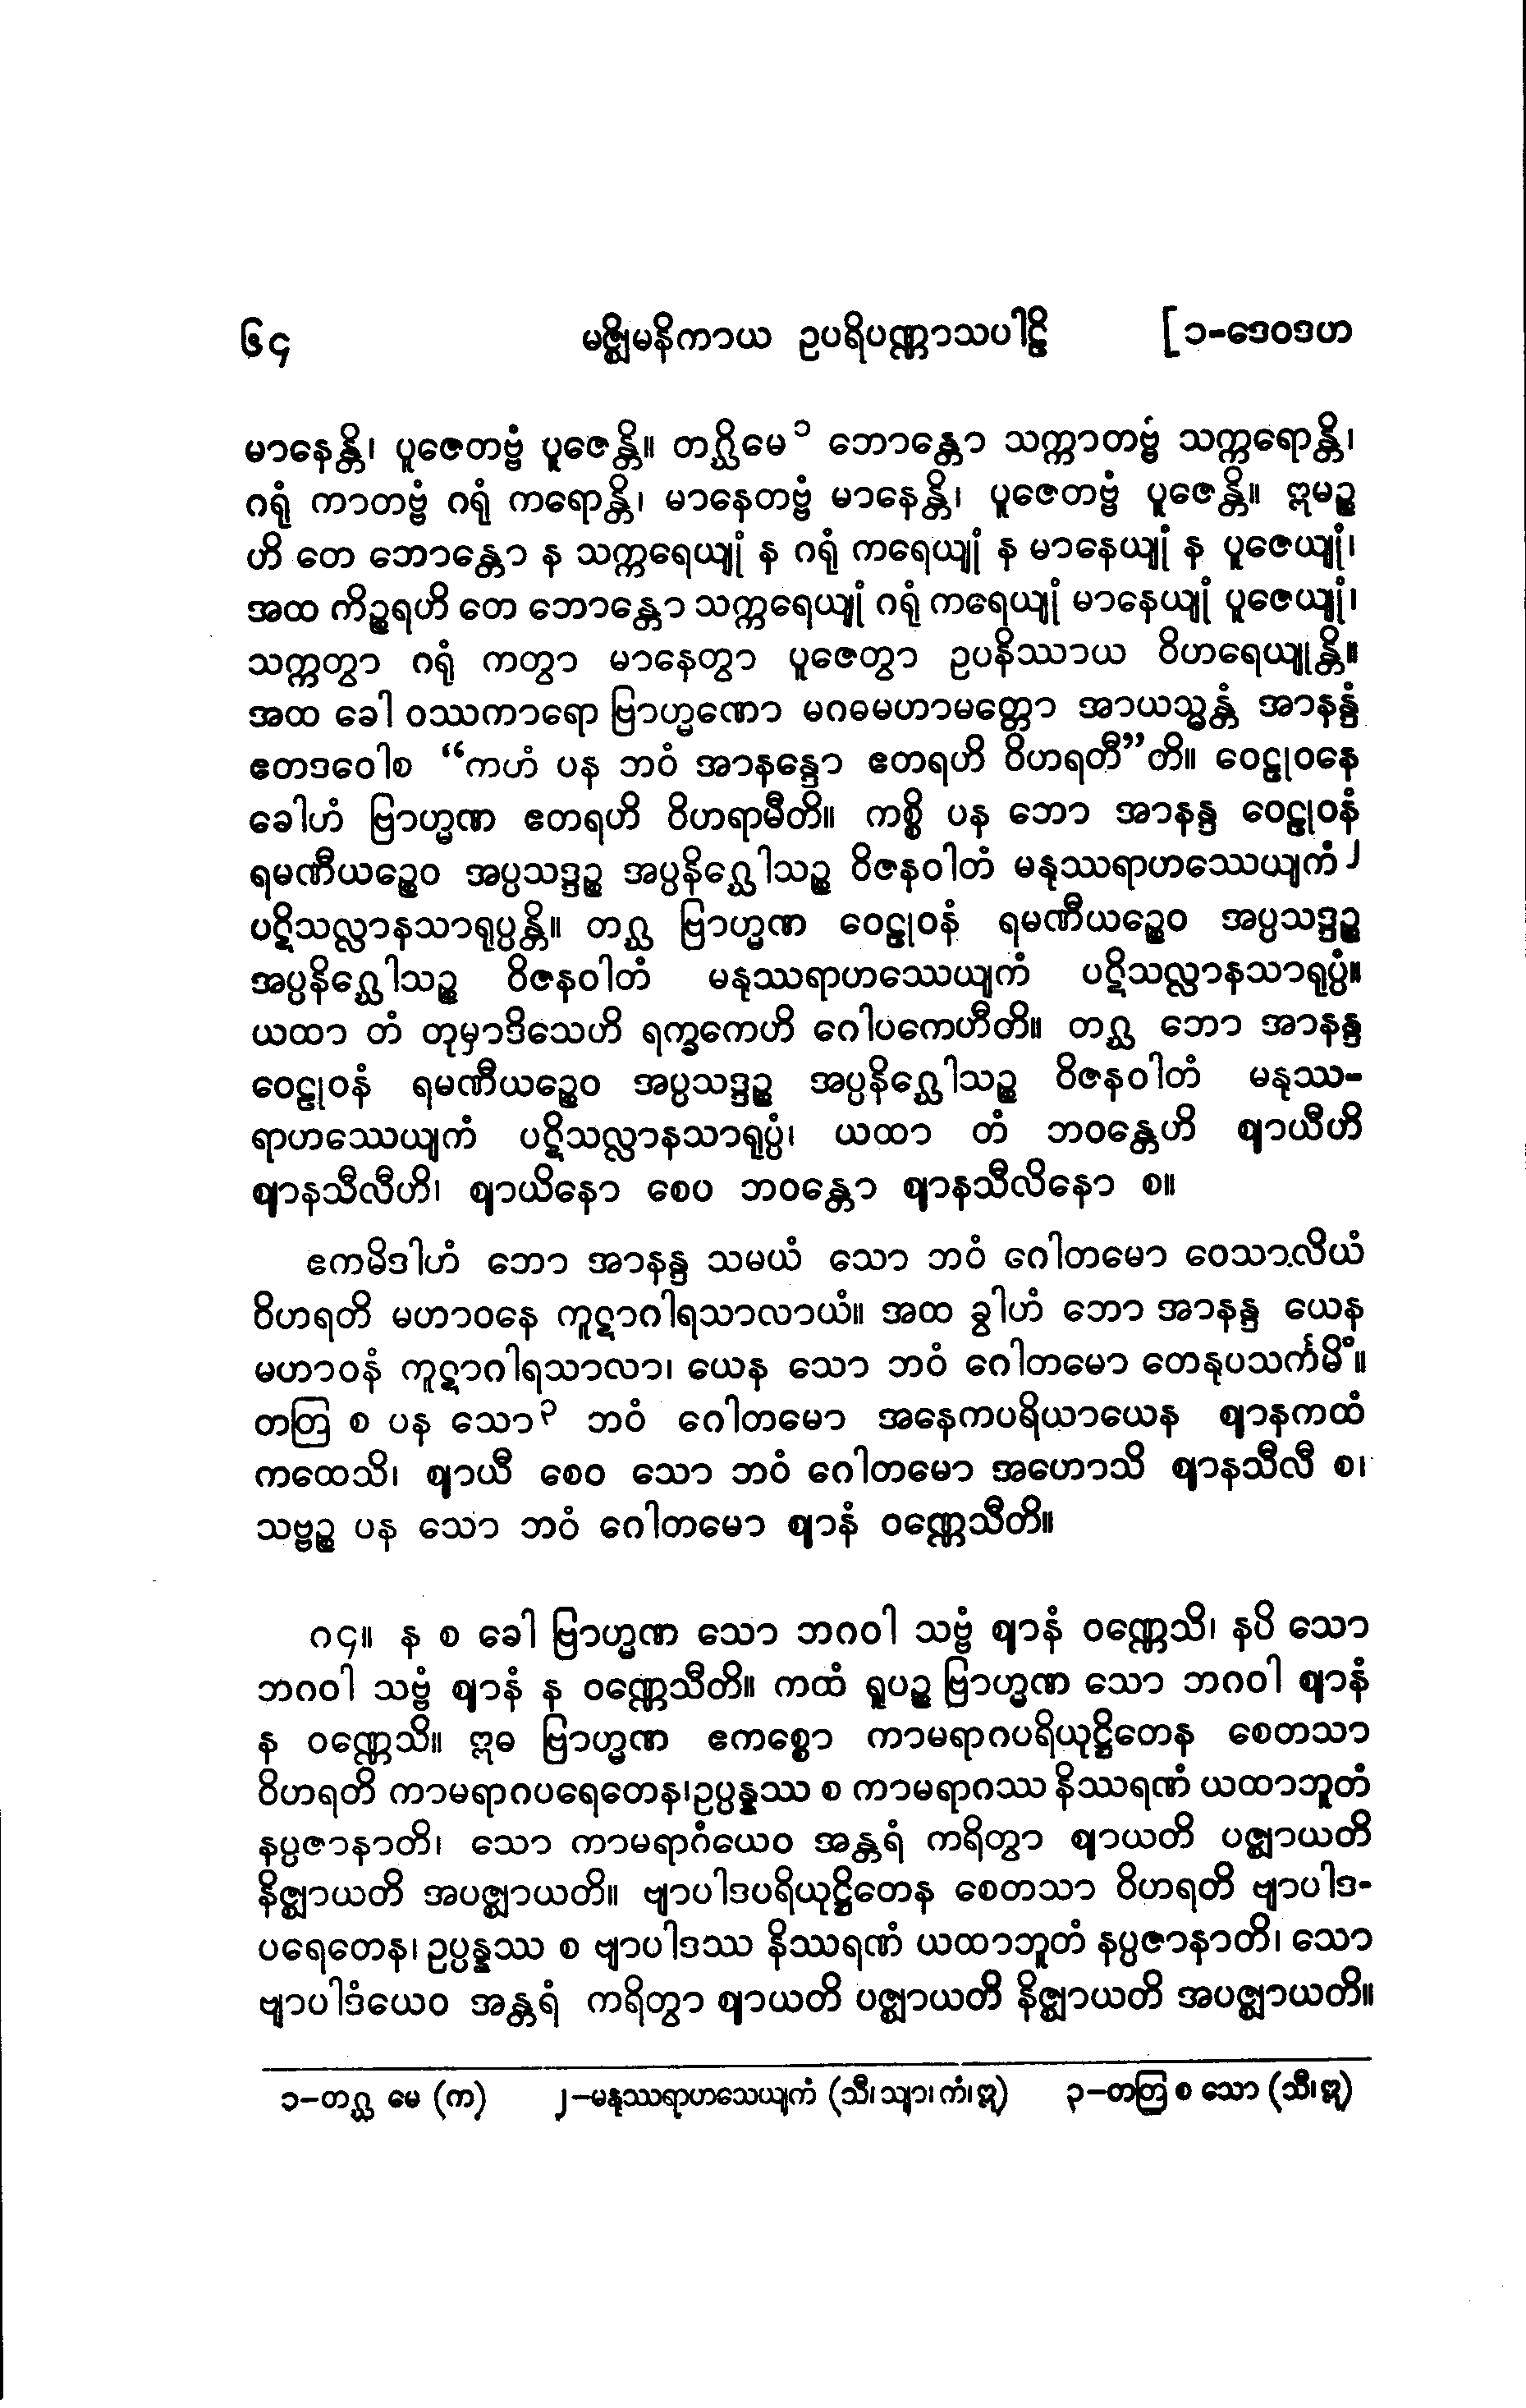 ၆၄ မဇ္ဈိမနိကာယ ဥပရိပဏ္ဏာသပါဠိ [၁-ဒေဝဒဟ
မာနေန္တိ၊ ပူဇေတဗ္ဗံ ပူဇေန္တိ။ တဂ္ဃိမေ၁ ဘောန္တော သက္ကာတဗ္ဗံ သက္ကရောန္တိ၊
ဂရုံ ကာတဗ္ဗံ ဂရုံ ကရောန္တိ၊ မာနေတဗ္ဗံ မာနေန္တိ၊ ပူဇေတဗ္ဗံ ပူဇေန္တိ။ ဣမဉ္စ
ဟိ တေ ဘောန္တော န သက္ကရေယျုံ န ဂရုံ ကရေယျုံ န မာနေယျုံ န ပူဇေယျုံ၊
အထ ကိဉ္စရဟိ တေ ဘောန္တော သက္ကရေယျုံ ဂရုံ ကရေယျုံ မာနေယျုံ ပူဇေယျုံ၊
သက္ကတွာ ဂရုံ ကတွာ မာနေတွာ ပူဇေတွာ ဥပနိဿာယ ဝိဟရေယျုန္တိ။
အထ ခေါ ဝဿကာရော ဗြာဟ္မဏော မဂဓမဟာမတ္တော အာယသ္မန္တံ အာနန္ဒံ
ဧတဒဝေါစ “ကဟံ ပန ဘဝံ အာနန္ဒော ဧတရဟိ ဝိဟရတီ”တိ။ ဝေဠုဝနေ
ခေါဟံ ဗြာဟ္မဏ ဧတရဟိ ဝိဟရာမီတိ။ ကစ္စိ ပန ဘော အာနန္ဒ ဝေဠုဝနံ
ရမဏီယဉ္စေဝ အပ္ပသဒ္ဒဉ္စ အပ္ပနိဂ္ဃေါသဉ္စ ဝိဇနဝါတံ မနုဿရာဟဿေယျကံ၂
ပဋိသလ္လာနသာရုပ္ပန္တိ။ တဂ္ဃ ဗြာဟ္မဏ ဝေဠုဝနံ ရမဏီယဉ္စေဝ အပ္ပသဒ္ဒဉ္စ
အပ္ပနိဂ္ဃေါသဉ္စ ဝိဇနဝါတံ မနုဿရာဟဿေယျကံ ပဋိသလ္လာနသာရုပ္ပံ။
ယထာ တံ တုမှာဒိသေဟိ ရက္ခကေဟိ ဂေါပကေဟီတိ။ တဂ္ဃ ဘော အာနန္ဒ
ဝေဠုဝနံ ရမဏီယဉ္စေဝ အပ္ပသဒ္ဒဉ္စ အပ္ပနိဂ္ဃေါသဉ္စ ဝိဇနဝါတံ မနုဿ-
ရာဟဿေယျကံ ပဋိသလ္လာနသာရုပ္ပံ၊ ယထာ တံ ဘဝန္တေဟိ ဈာယီဟိ
ဈာနသီလီဟိ၊ ဈာယိနော စေပ ဘဝန္တော ဈာနသီလိနော စ။
ဧကမိဒါဟံ ဘော အာနန္ဒ သမယံ သော ဘဝံ ဂေါတမော ဝေသာလိယံ
ဝိဟရတိ မဟာဝနေ ကူဋာဂါရသာလာယံ။ အထ ခွါဟံ ဘော အာနန္ဒ ယေန
မဟာဝနံ ကူဋာဂါရသာလာ၊ ယေန သော ဘဝံ ဂေါတမော တေနုပသင်္ကမိံ။
တတြ စ ပန သော၃ ဘဝံ ဂေါတမော အနေကပရိယာယေန ဈာနကထံ
ကထေသိ၊ ဈာယီ စေဝ သော ဘဝံ ဂေါတမော အဟောသိ ဈာနသီလီ စ၊
သဗ္ဗဉ္စ ပန သော ဘဝံ ဂေါတမော ဈာနံ ဝဏ္ဏေသီတိ။
၈၄။ န စ ခေါ ဗြာဟ္မဏ သော ဘဂဝါ သဗ္ဗံ ဈာနံ ဝဏ္ဏေသိ၊ နပိ သော
ဘဂဝါ သဗ္ဗံ ဈာနံ န ဝဏ္ဏေသီတိ။ ကထံ ရူပဉ္စ ဗြာဟ္မဏ သော ဘဂဝါ ဈာနံ
န ဝဏ္ဏေသိ။ ဣဓ ဗြာဟ္မဏ ဧကစ္စော ကာမရာဂပရိယုဋ္ဌိတေန စေတသာ
ဝိဟရတိ ကာမရာဂပရေတေန၊ ဥပ္ပန္နဿ စ ကာမရာဂဿ နိဿရဏံ ယထာဘူတံ
နပ္ပဇာနာတိ၊ သော ကာမရာဂံယေဝ အန္တရံ ကရိတွာ ဈာယတိ ပဇ္ဈာယတိ
နိဇ္ဈာယတိ အပဇ္ဈာယတိ။ ဗျာပါဒပရိယုဋ္ဌိတေန စေတသာ ဝိဟရတိ ဗျာပါဒ-
ပရေတေန၊ ဥပ္ပန္နဿ စ ဗျာပါဒဿ နိဿရဏံ ယထာဘူတံ နပ္ပဇာနာတိ၊ သော
ဗျာပါဒံယေဝ အန္တရံ ကရိတွာ ဈာယတိ ပဇ္ဈာယတိ နိဇ္ဈာယတိ အပဇ္ဈာယတိ။
၁-တဂ္ဃ မေ (က) ၂-မနုဿရာဟသေယျကံ (သီ၊ သျာ၊ ကံ၊ ဣ) ၃-တတြ စ သော (သီ၊ ဣ)